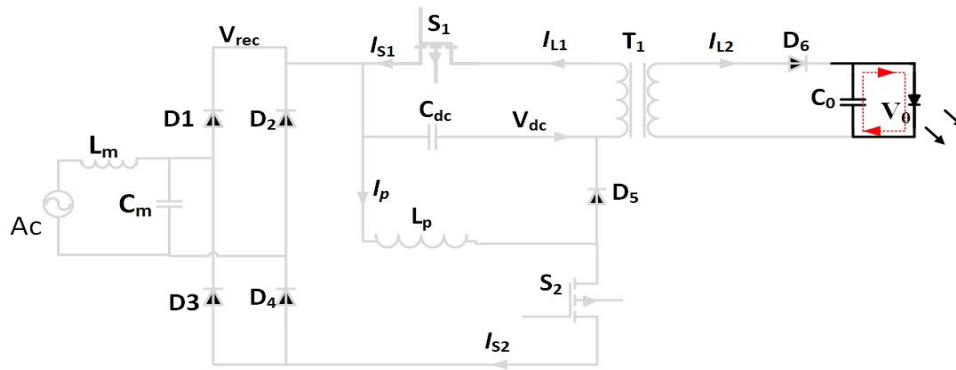 S1
Vrec
IS1
IL1
T1
IL2
D6
D1
D2
Cdc
Vdc
C0
V0
Lm
Cm
Ip
D5
Lp
Ac
D3
D4
S2
IS2